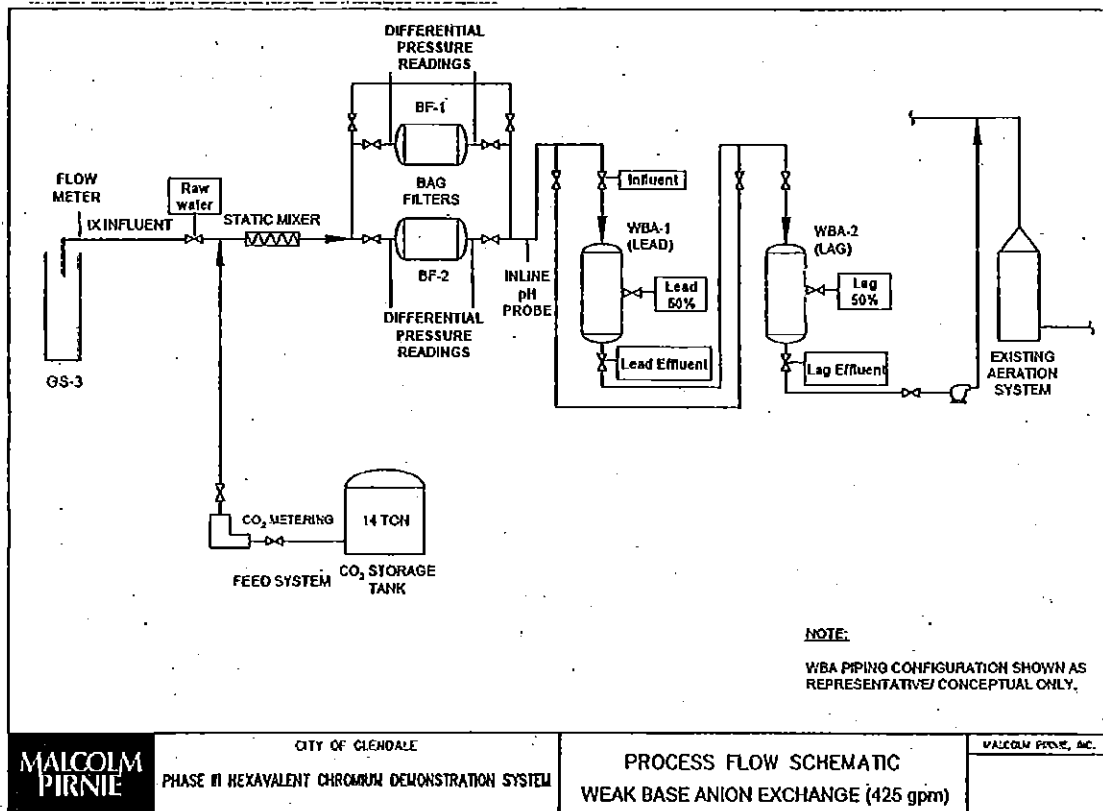 DIFFERENTIAL
PRESSURE
READINGS
BF-1
BAG
FILTERS
FLOW
METER
IX INFLUENT
Raw
water
STATIC MIXER
BF-2
INLINE
pH
PROBE
DIFFERENTIAL
PRESSURE
READINGS
GS-3
Influent
WBA-1
(LEAD)
Lead
50%
Lead Effluent
WBA-2
(LAG)
Lag
50%
Lag Effluent
EXISTING
AERATION
SYSTEM
CO₂ METERING
FEED SYSTEM
14 TON
CO₂ STORAGE
TANK
NOTE:
WBA PIPING CONFIGURATION SHOWN AS
REPRESENTATIVE/ CONCEPTUAL ONLY.
MALCOLM
PIRNIE
CITY OF GLENDALE
PHASE III HEXAVALENT CHROMIUM DEMONSTRATION SYSTEM
PROCESS FLOW SCHEMATIC
WEAK BASE ANION EXCHANGE (425 gpm)
MALCOLM PIRNIE, INC.